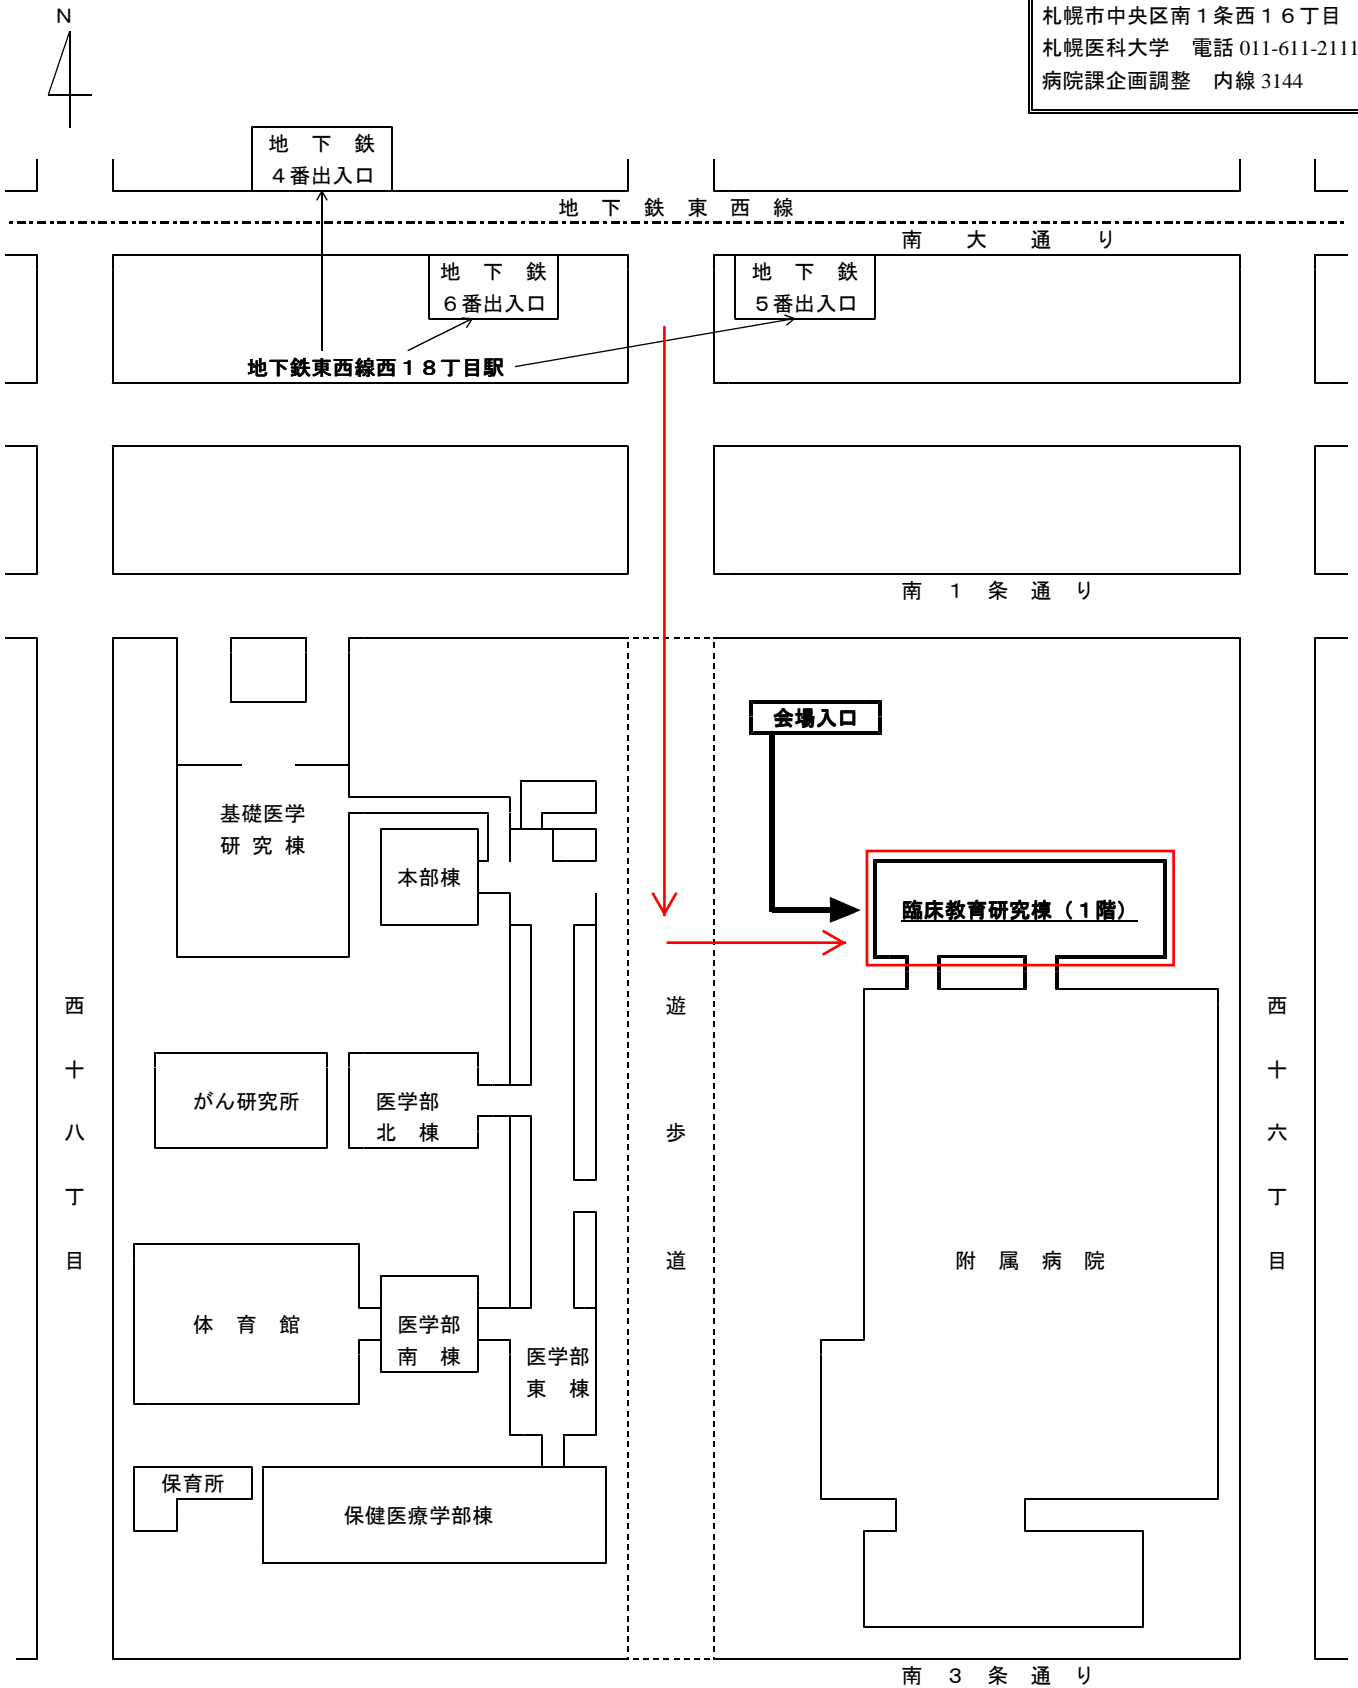 N
札幌市中央区南１条西１６丁目
札幌医科大学　電話 011-611-2111
病院課企画調整　内線 3144
地　下　鉄
４番出入口
地　下　鉄　東　西　線
南　大　通　り
地　下　鉄
６番出入口
地　下　鉄
５番出入口
地下鉄東西線西１８丁目駅
南　１　条　通　り
会場入口
基礎医学
研 究 棟
本部棟
臨床教育研究棟（１階）
西十八丁目
遊歩道
西十六丁目
がん研究所
医学部
北　棟
附　属　病　院
体　育　館
医学部
南　棟
医学部
東　棟
保育所
保健医療学部棟
南　３　条　通　り